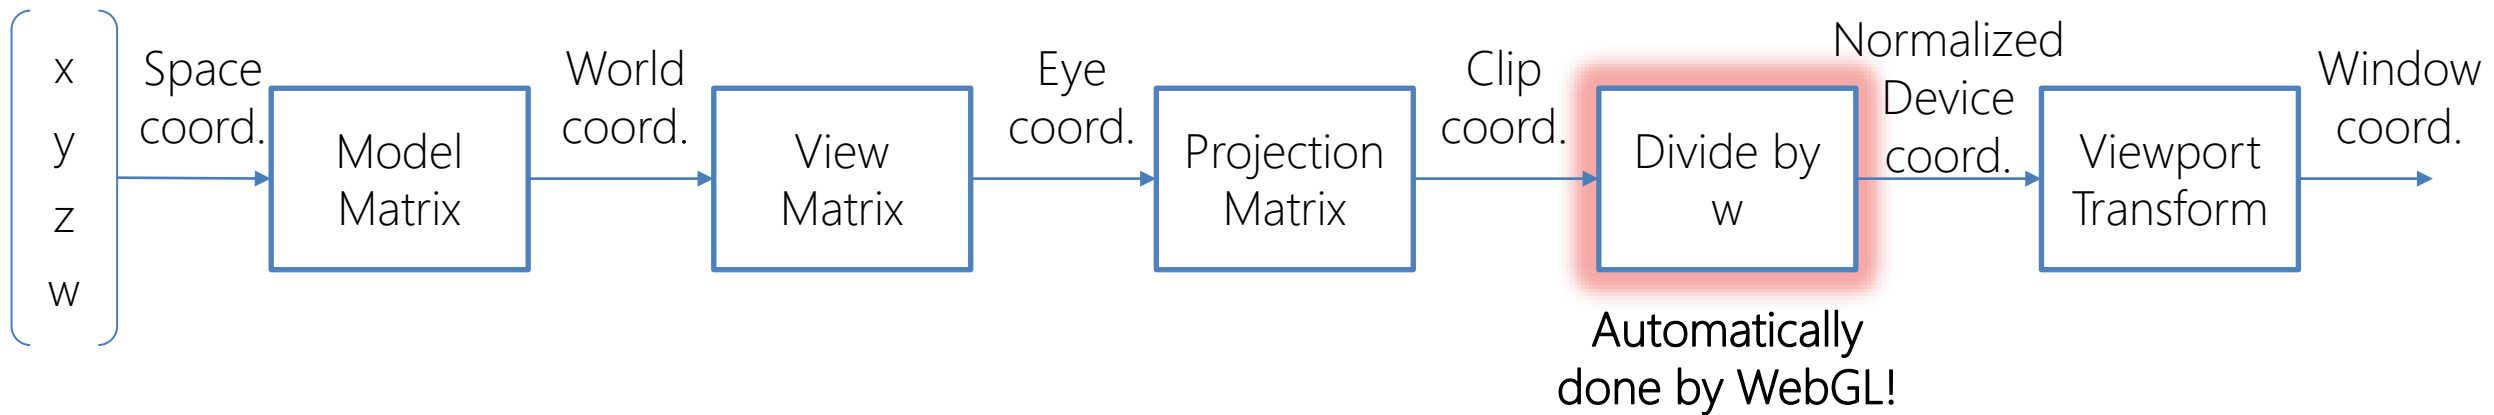 x
y
z
w
Space
coord.
Model
Matrix
World
coord.
View
Matrix
Eye
coord.
Projection
Matrix
Clip
coord.
Divide by
w
Automatically
done by WebGL!
Normalized
Device
coord.
Viewport
Transform
Window
coord.